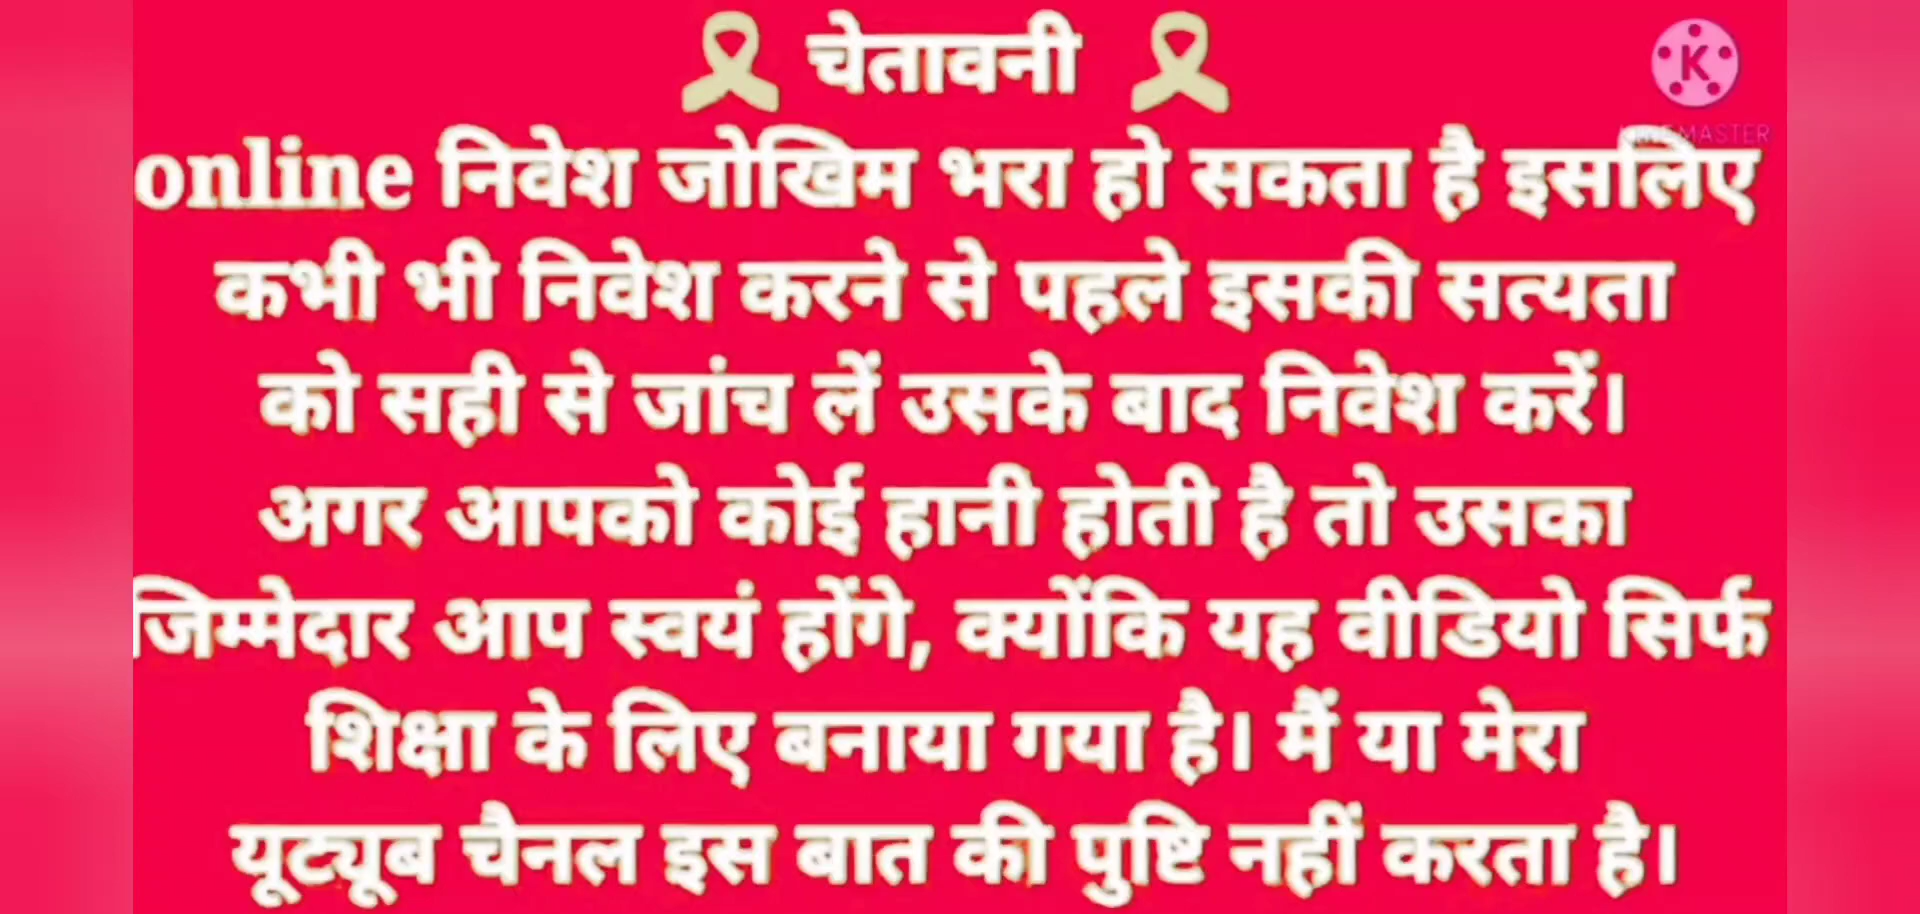 🎗 चेतावनी 🎗
KINEMASTER
online निवेश जोखिम भरा हो सकता है इसलिए
कभी भी निवेश करने से पहले इसकी सत्यता
को सही से जांच लें उसके बाद निवेश करें।
अगर आपको कोई हानी होती है तो उसका
जिम्मेदार आप स्वयं होंगे, क्योंकि यह वीडियो सिर्फ
शिक्षा के लिए बनाया गया है। मैं या मेरा
यूट्यूब चैनल इस बात की पुष्टि नहीं करता है।